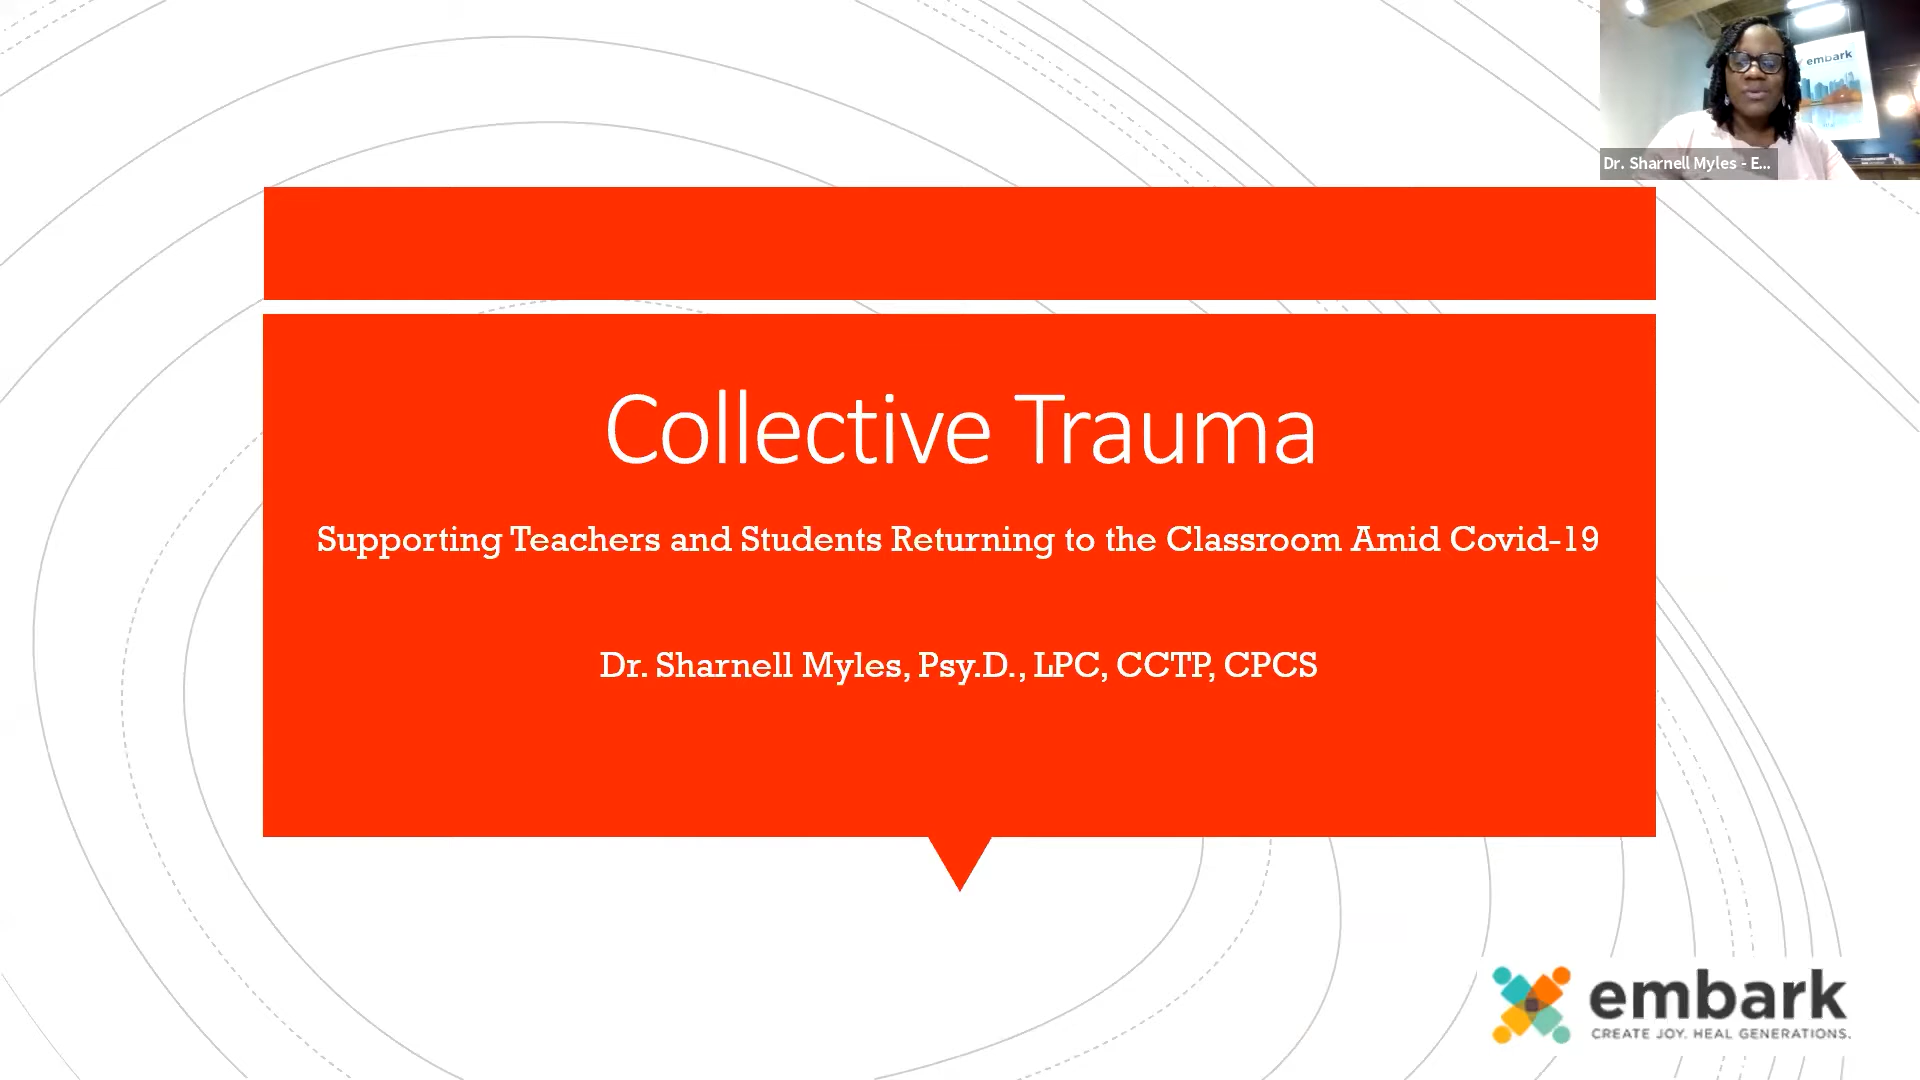 embark
Dr. Sharnell Myles - E...
Collective Trauma
Supporting Teachers and Students Returning to the Classroom Amid Covid-19
Dr. Sharnell Myles, Psy.D., LPC, CCTP, CPCS
embark
CREATE JOY. HEAL GENERATIONS.